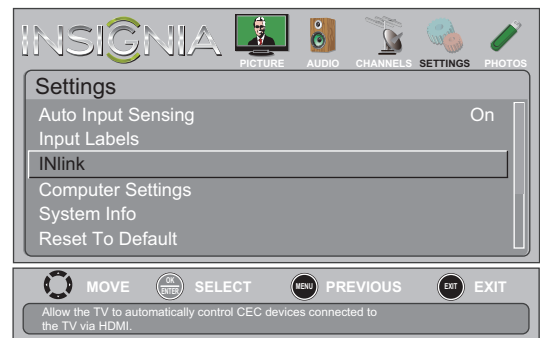 INSIGNIA
PICTURE AUDIO CHANNELS SETTINGS PHOTOS
Settings
Auto Input Sensing On
Input Labels
INlink
Computer Settings
System Info
Reset To Default
MOVE OK ENTER SELECT MENU PREVIOUS EXIT EXIT
Allow the TV to automatically control CEC devices connected to
the TV via HDMI.